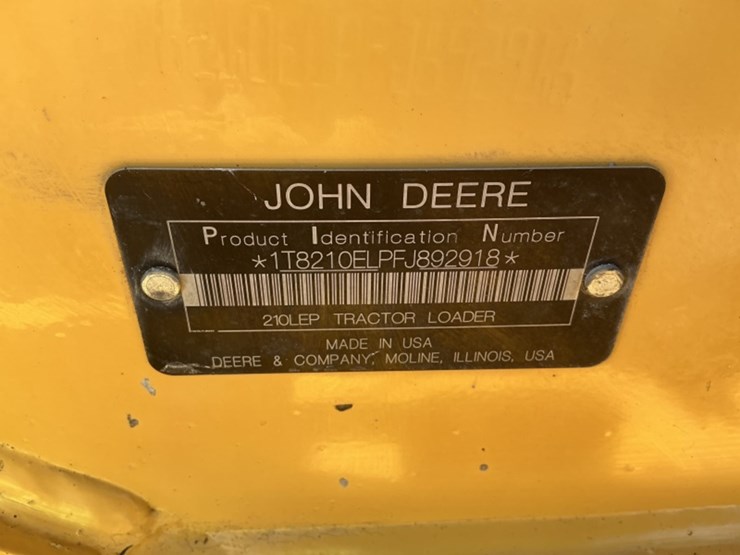 JOHN DEERE
Product Identification Number
*1T8210ELPFJ892918*
210LEP TRACTOR LOADER
MADE IN USA
DEERE & COMPANY, MOLINE, ILLINOIS, USA